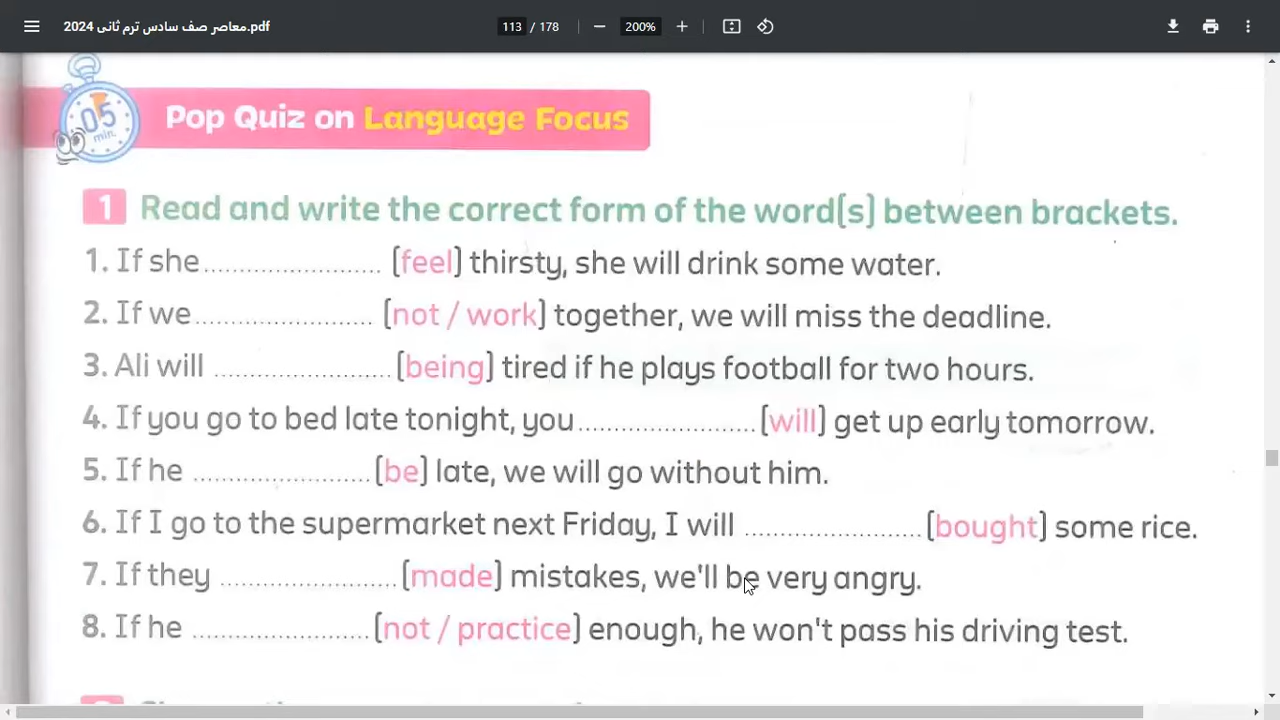 معاصر صف سادس ترم ثانى 2024.pdf
113 / 178
200%
05
min.
Pop Quiz on Language Focus
1 Read and write the correct form of the word(s) between brackets.
1. If she ........................ [feel] thirsty, she will drink some water.
2. If we ........................ [not / work] together, we will miss the deadline.
3. Ali will ........................ [being] tired if he plays football for two hours.
4. If you go to bed late tonight, you ........................ [will] get up early tomorrow.
5. If he ........................ [be] late, we will go without him.
6. If I go to the supermarket next Friday, I will ........................ [bought] some rice.
7. If they ........................ [made] mistakes, we'll be very angry.
8. If he ........................ [not / practice] enough, he won't pass his driving test.